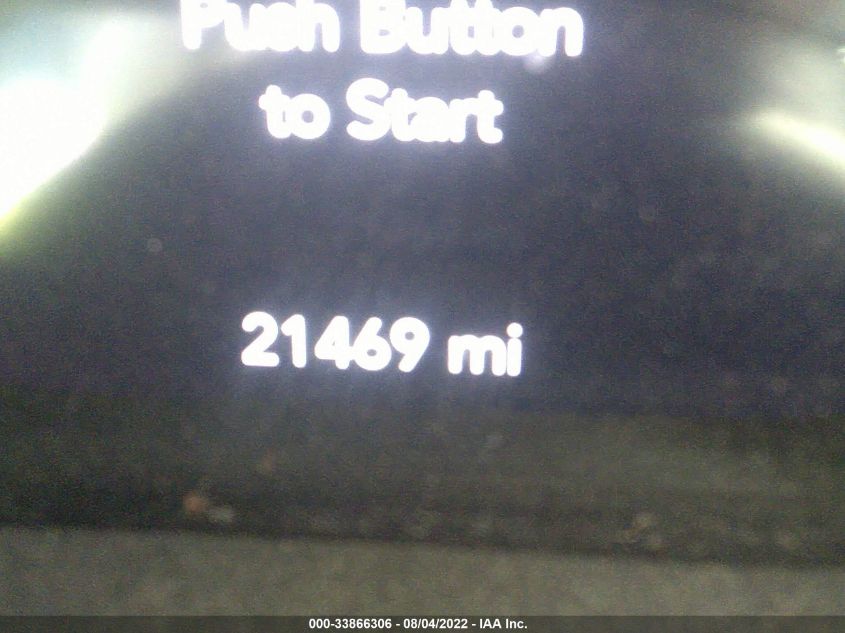 Push Button
to Start
21469 mi
000-33866306 - 08/04/2022 - IAA Inc.